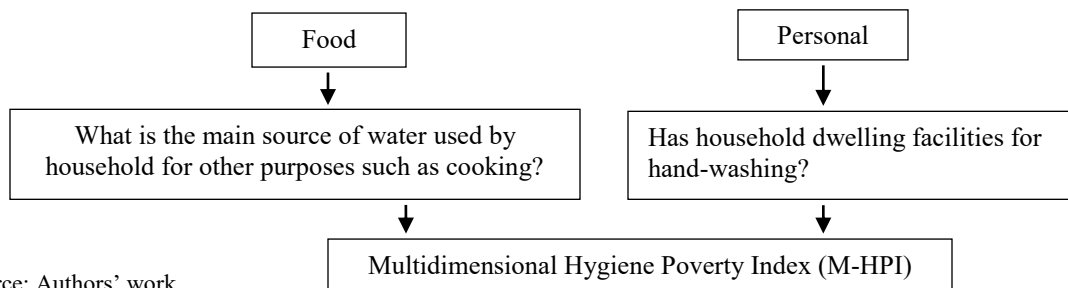 Food
Personal
What is the main source of water used by
household for other purposes such as cooking?
Has household dwelling facilities for
hand-washing?
Multidimensional Hygiene Poverty Index (M-HPI)
Authors’ work